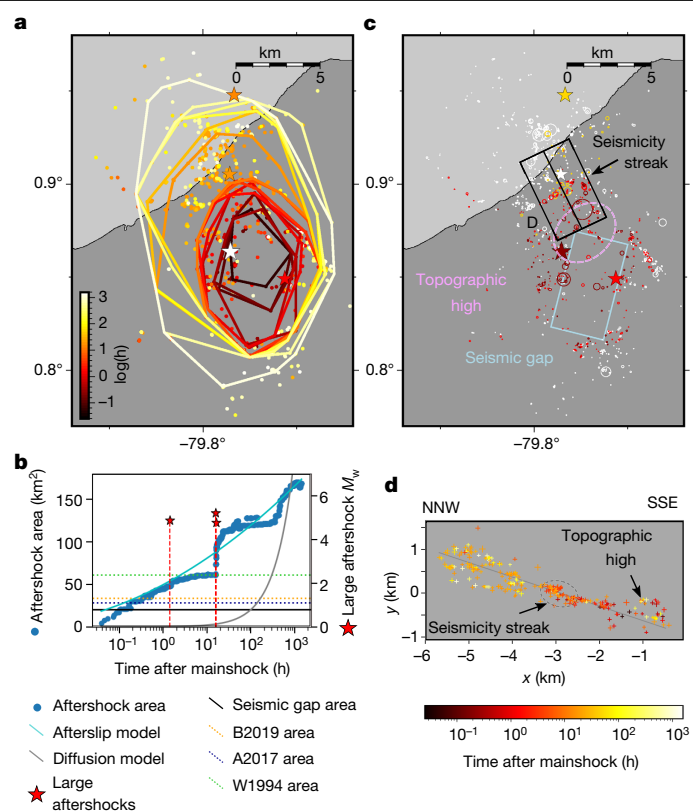 a
km
0 5
0.9°
0.8°
3
2
1
0
−1
log(h)
−79.8°
c
km
0 5
Seismicity
streak
D
Topographic
high
Seismic gap
0.9°
0.8°
−79.8°
b
150
100
50
0
Aftershock area (km²)
6
4
2
0
Large aftershock Mw
10⁻¹ 10⁰ 10¹ 10² 10³
Time after mainshock (h)
Aftershock area
Afterslip model
Diffusion model
Large
aftershocks
Seismic gap area
B2019 area
A2017 area
W1994 area
d
NNW SSE
Topographic
high
Seismicity streak
1
0
−1
y (km)
−6 −5 −4 −3 −2 −1
x (km)
10⁻¹ 10⁰ 10¹ 10² 10³
Time after mainshock (h)